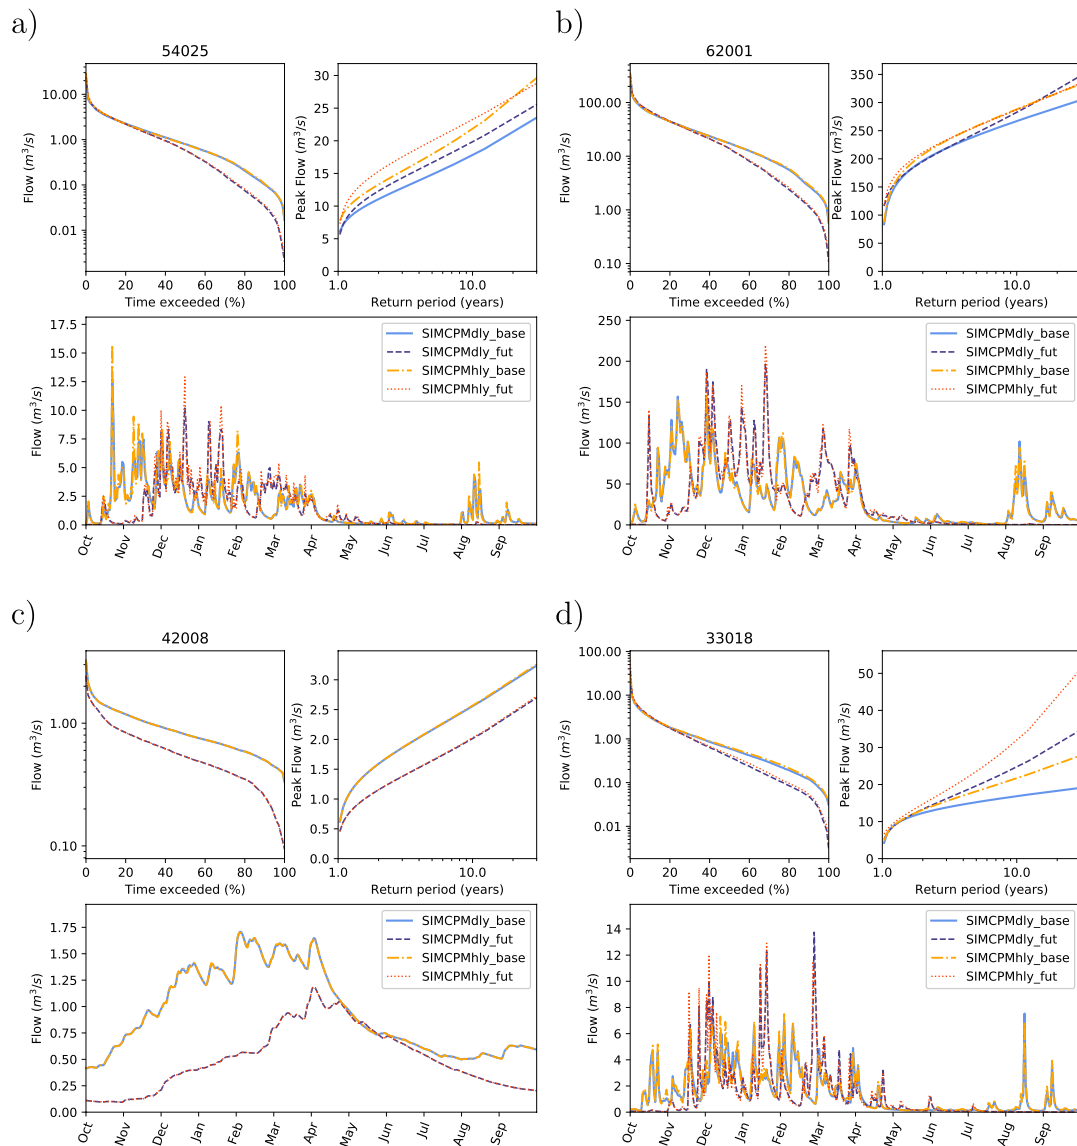 a)
54025
Flow (m³/s)
10.00
1.00
0.10
0.01
0 20 40 60 80 100
Time exceeded (%)
Peak Flow (m³/s)
30
25
20
15
10
5
0
1.0 10.0
Return period (years)
Flow (m³/s)
17.5
15.0
12.5
10.0
7.5
5.0
2.5
0.0
SIMCPMdly_base
SIMCPMdly_fut
SIMCPMhly_base
SIMCPMhly_fut
Oct Nov Dec Jan Feb Mar Apr May Jun Jul Aug Sep
b)
62001
Flow (m³/s)
100.00
10.00
1.00
0.10
0 20 40 60 80 100
Time exceeded (%)
Peak Flow (m³/s)
350
300
250
200
150
100
50
0
1.0 10.0
Return period (years)
Flow (m³/s)
250
200
150
100
50
0
SIMCPMdly_base
SIMCPMdly_fut
SIMCPMhly_base
SIMCPMhly_fut
Oct Nov Dec Jan Feb Mar Apr May Jun Jul Aug Sep
c)
42008
Flow (m³/s)
1.00
0.10
0 20 40 60 80 100
Time exceeded (%)
Peak Flow (m³/s)
3.0
2.5
2.0
1.5
1.0
0.5
0.0
1.0 10.0
Return period (years)
Flow (m³/s)
1.75
1.50
1.25
1.00
0.75
0.50
0.25
0.00
SIMCPMdly_base
SIMCPMdly_fut
SIMCPMhly_base
SIMCPMhly_fut
Oct Nov Dec Jan Feb Mar Apr May Jun Jul Aug Sep
d)
33018
Flow (m³/s)
100.00
10.00
1.00
0.10
0.01
0 20 40 60 80 100
Time exceeded (%)
Peak Flow (m³/s)
50
40
30
20
10
0
1.0 10.0
Return period (years)
Flow (m³/s)
14
12
10
8
6
4
2
0
SIMCPMdly_base
SIMCPMdly_fut
SIMCPMhly_base
SIMCPMhly_fut
Oct Nov Dec Jan Feb Mar Apr May Jun Jul Aug Sep